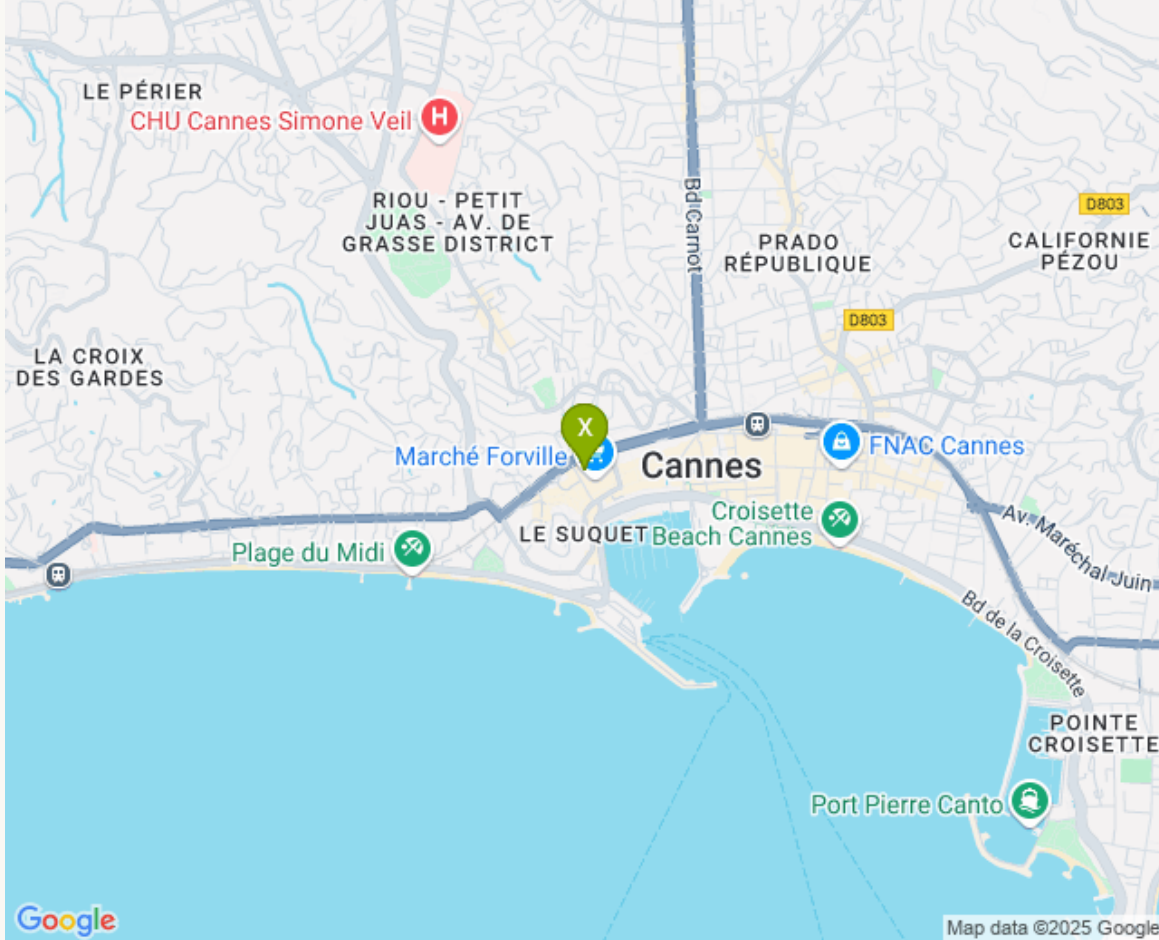 LE PÉRIER
CHU Cannes Simone Veil
H
RIOU - PETIT
JUAS - AV. DE
GRASSE DISTRICT
Bd Carnot
D803
PRADO
RÉPUBLIQUE
CALIFORNIE
PÉZOU
D803
LA CROIX
DES GARDES
X
Marché Forville
Cannes
FNAC Cannes
LE SUQUET
Croisette
Beach Cannes
Plage du Midi
Av. Maréchal Juin
Bd de la Croisette
POINTE
CROISETTE
Port Pierre Canto
Google
Map data ©2025 Google